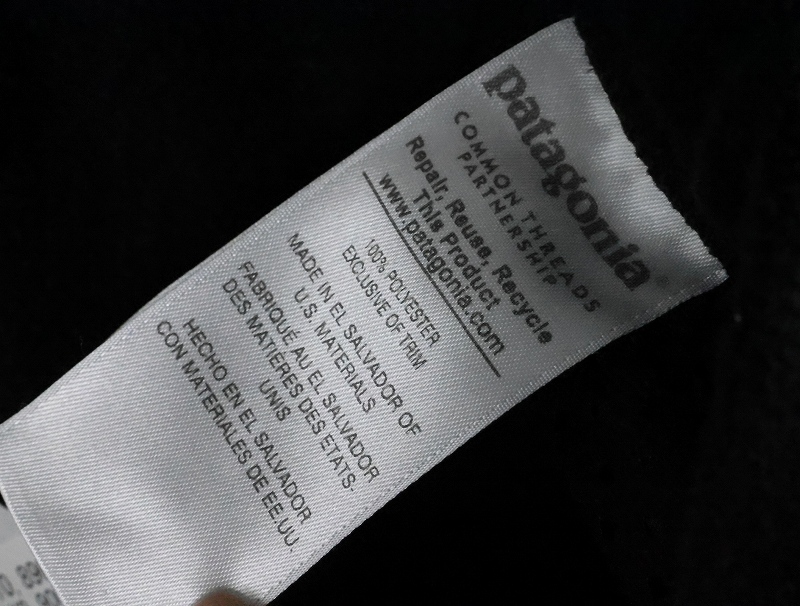 patagonia®
COMMON THREADS
PARTNERSHIP
Repair, Reuse, Recycle
This Product
www.patagonia.com
100% POLYESTER
EXCLUSIVE OF TRIM
MADE IN EL SALVADOR OF
U.S. MATERIALS
FABRIQUÉ AU EL SALVADOR
DES MATIÈRES DES ETATS-
UNIS
HECHO EN EL SALVADOR
CON MATERIALES DE EE.UU.